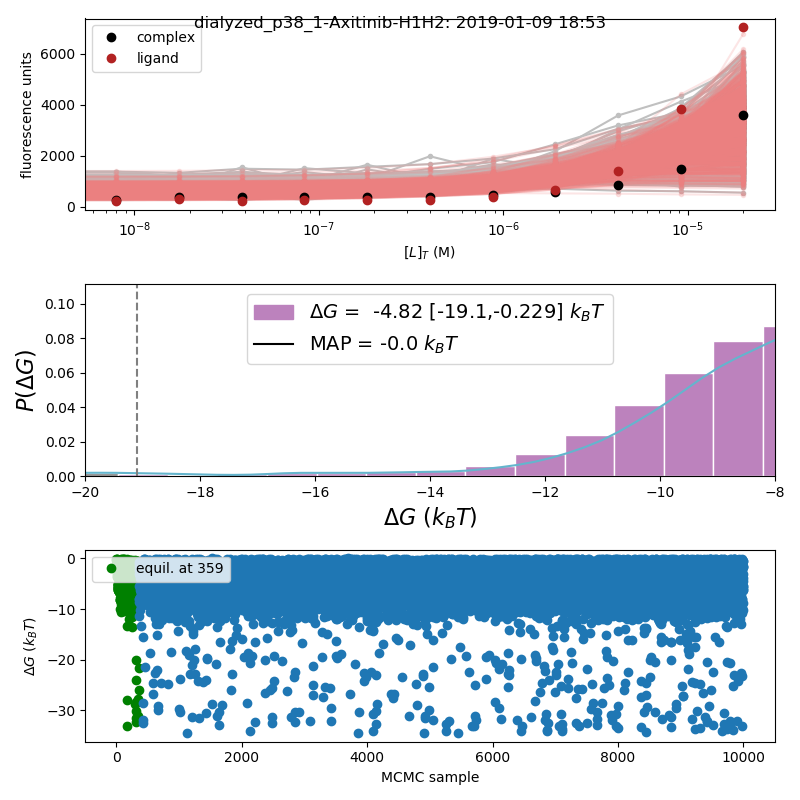 dialyzed_p38_1-Axitinib-H1H2: 2019-01-09 18:53
complex
ligand
fluorescence units
6000
4000
2000
0
10⁻⁸ 10⁻⁷ 10⁻⁶ 10⁻⁵
[L]_T (M)
ΔG = -4.82 [-19.1,-0.229] k_BT
MAP = -0.0 k_BT
P(ΔG)
0.10
0.08
0.06
0.04
0.02
0.00
−20 −18 −16 −14 −12 −10 −8
ΔG (k_BT)
equil. at 359
ΔG (k_BT)
0
−10
−20
−30
0 2000 4000 6000 8000 10000
MCMC sample